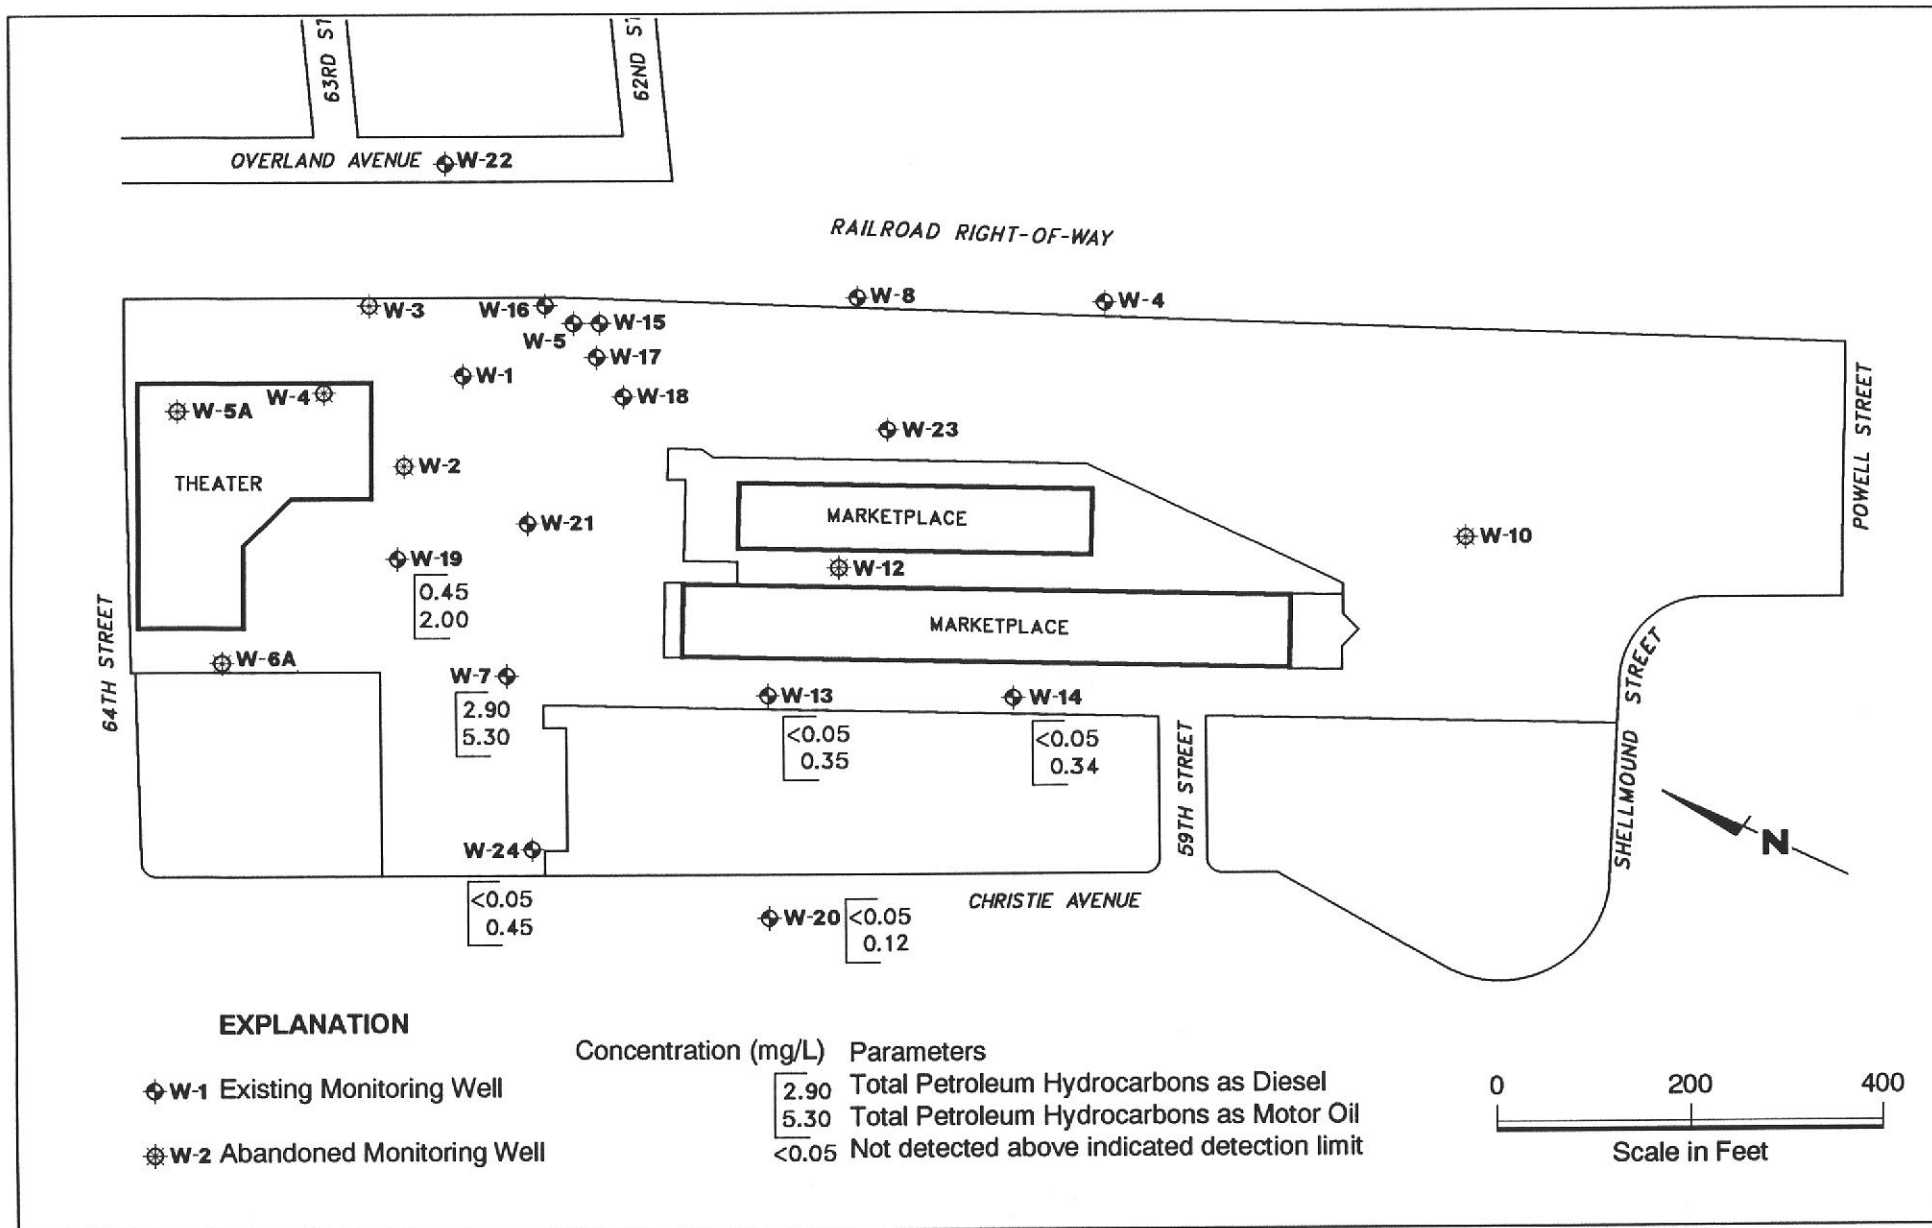 63RD ST
62ND ST
OVERLAND AVENUE
W-22
RAILROAD RIGHT-OF-WAY
W-3
W-16
W-8
W-4
W-5
W-15
W-17
W-1
W-18
W-5A
W-4
W-23
W-2
THEATER
W-21
MARKETPLACE
W-10
POWELL STREET
W-19
0.45
2.00
W-12
MARKETPLACE
64TH STREET
W-6A
W-7
2.90
5.30
W-13
<0.05
0.35
W-14
<0.05
0.34
59TH STREET
SHELLMOUND STREET
N
W-24
<0.05
0.45
W-20
<0.05
0.12
CHRISTIE AVENUE
EXPLANATION
W-1 Existing Monitoring Well
W-2 Abandoned Monitoring Well
Concentration (mg/L) Parameters
2.90 Total Petroleum Hydrocarbons as Diesel
5.30 Total Petroleum Hydrocarbons as Motor Oil
<0.05 Not detected above indicated detection limit
0 200 400
Scale in Feet